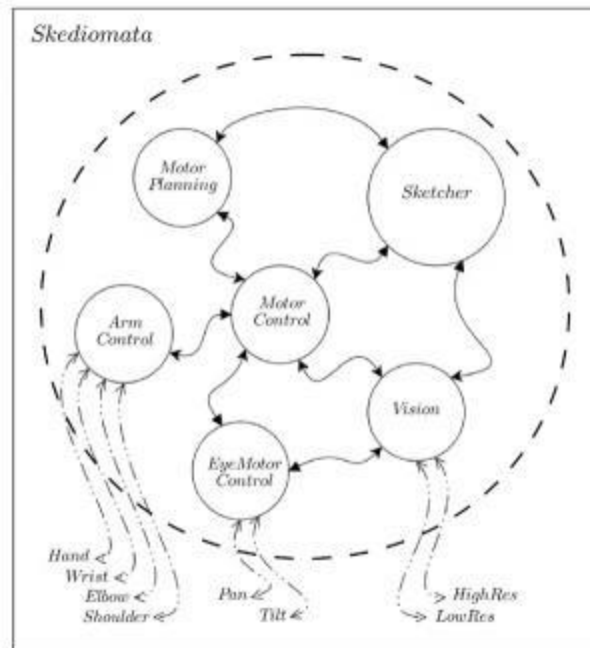 Skediomata
Motor
Planning
Sketcher
Motor
Control
Arm
Control
Vision
EyeMotor
Control
Hand
Wrist
Elbow
Shoulder
Pan
Tilt
HighRes
LowRes